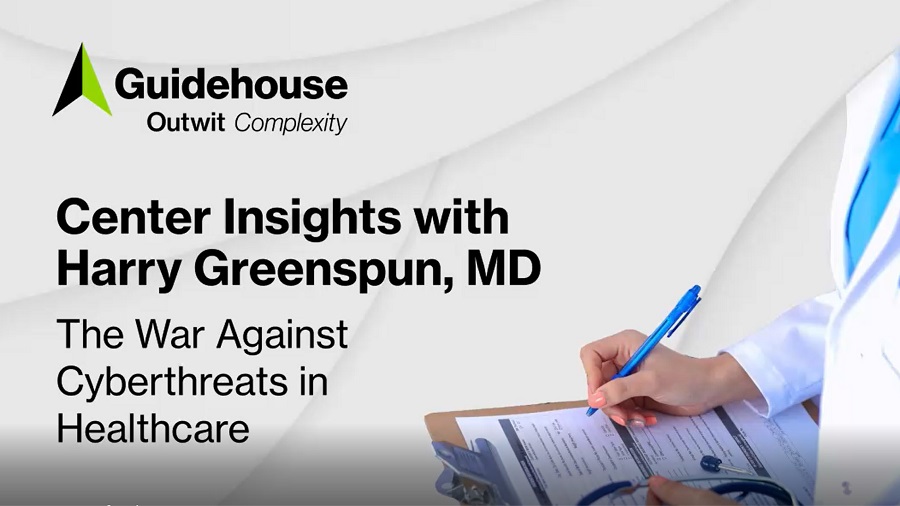 Guidehouse
Outwit Complexity
Center Insights with
Harry Greenspun, MD
The War Against
Cyberthreats in
Healthcare